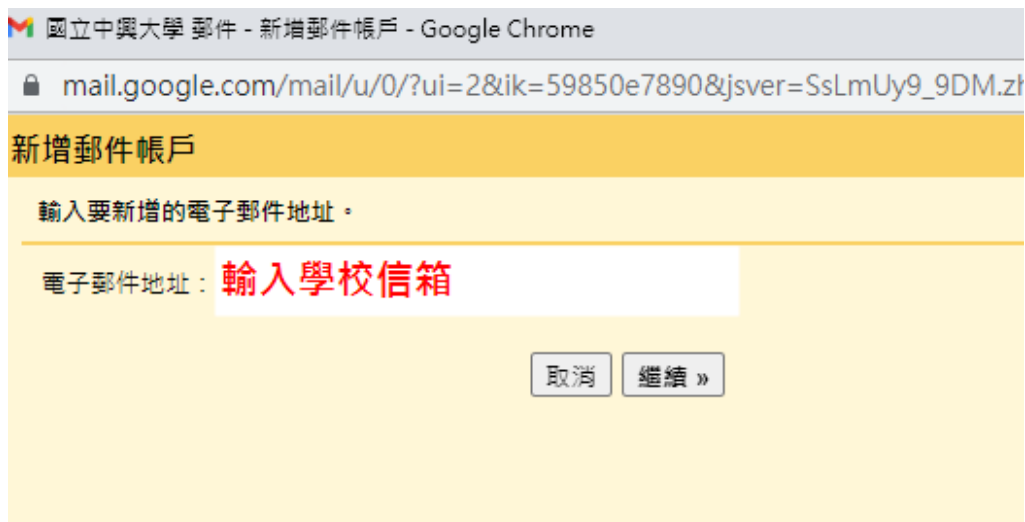 國立中興大學 郵件 - 新增郵件帳戶 - Google Chrome
mail.google.com/mail/u/0/?ui=2&ik=59850e7890&jsver=SsLmUy9_9DM.zh
新增郵件帳戶
輸入要新增的電子郵件地址。
電子郵件地址：輸入學校信箱
取消 繼續 »